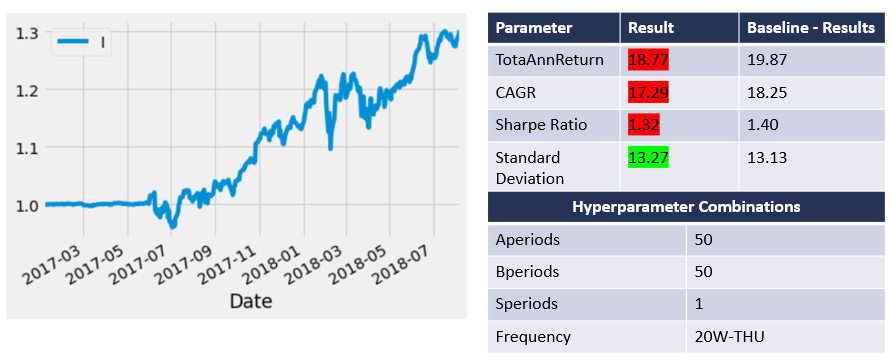 1.3
I
1.2
1.1
1.0
2017-03
2017-05
2017-07
2017-09
2017-11
2018-01
2018-03
2018-05
2018-07
Date
Parameter Result Baseline - Results
TotaAnnReturn 18.77 19.87
CAGR 17.29 18.25
Sharpe Ratio 1.32 1.40
Standard 13.27 13.13
Deviation
Hyperparameter Combinations
Aperiods 50
Bperiods 50
Speriods 1
Frequency 20W-THU